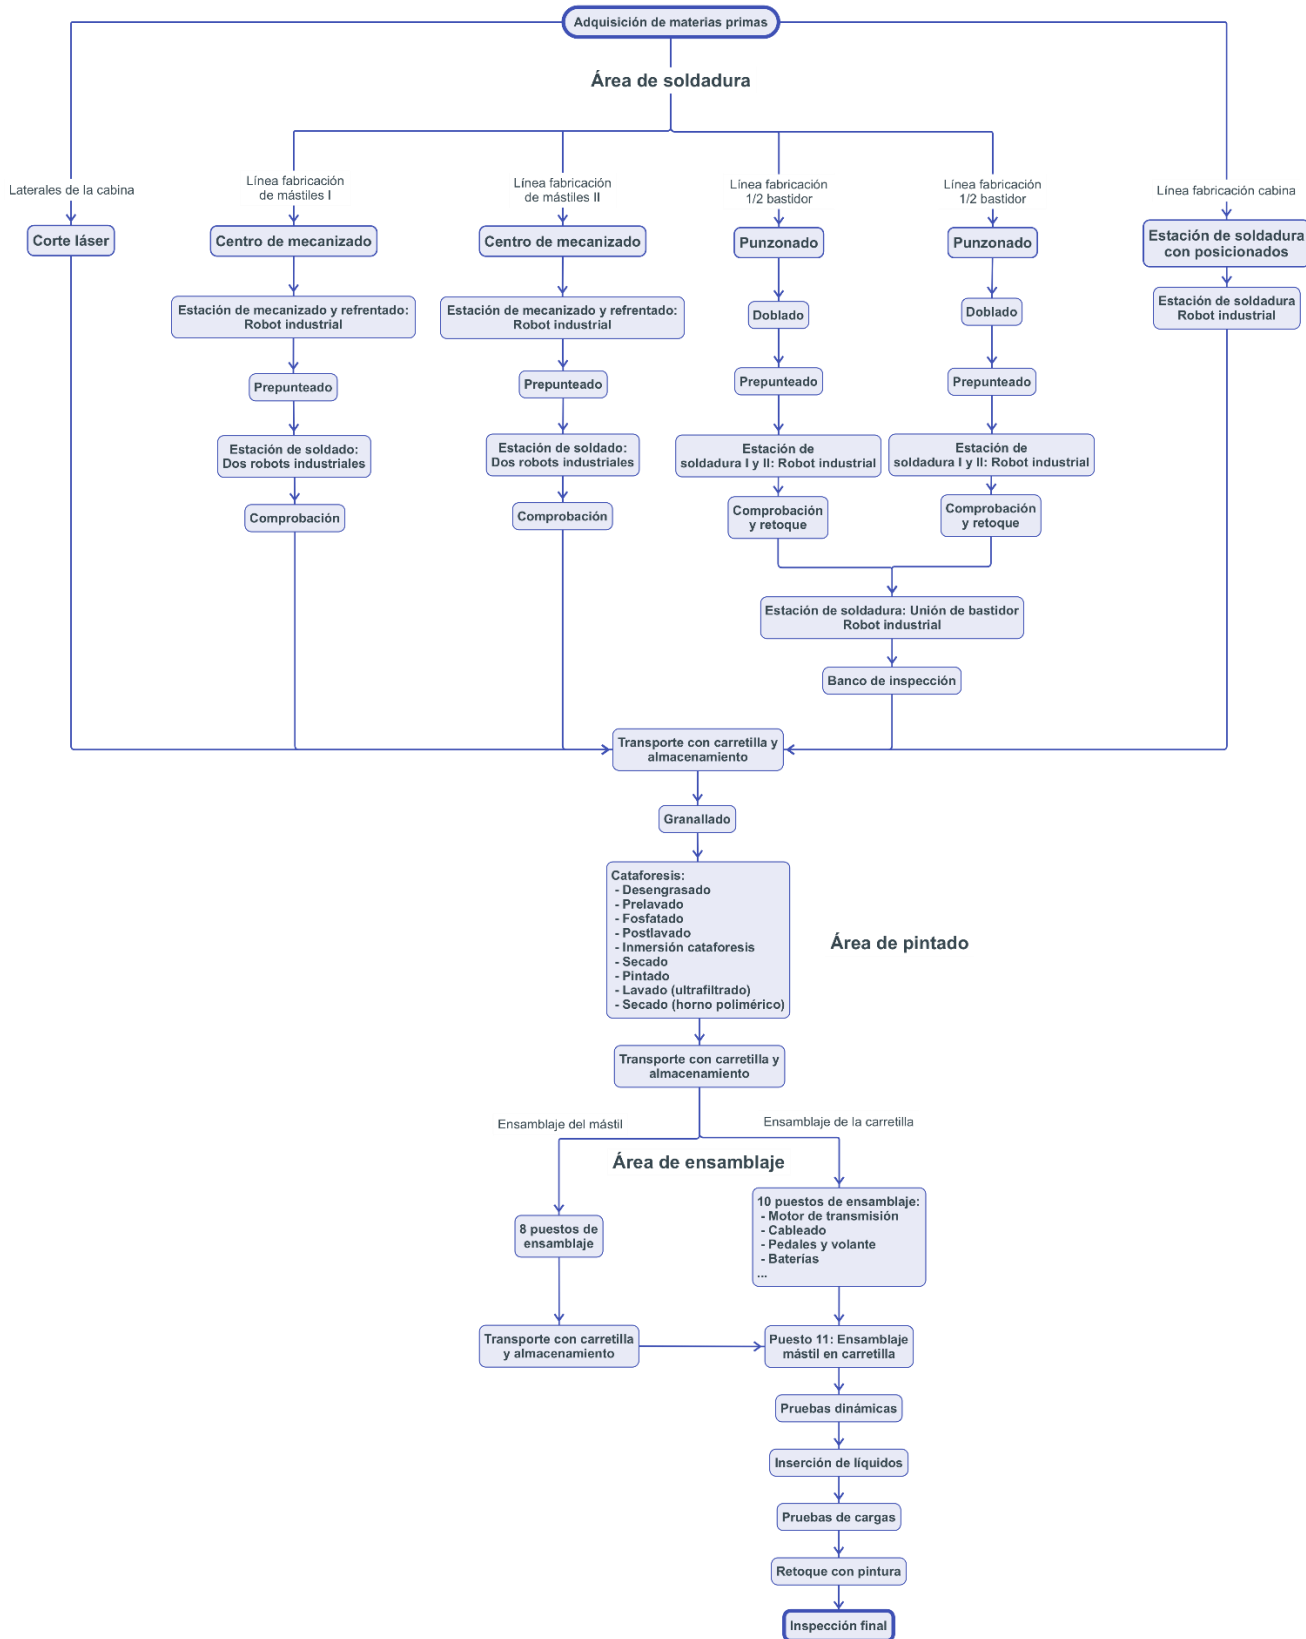 Adquisición de materias primas
Área de soldadura
Laterales de la cabina
Línea fabricación
de mástiles I
Línea fabricación
de mástiles II
Línea fabricación
1/2 bastidor
Línea fabricación
1/2 bastidor
Línea fabricación cabina
Corte láser
Centro de mecanizado
Centro de mecanizado
Punzonado
Punzonado
Estación de soldadura
con posicionados
Estación de mecanizado y refrentado:
Robot industrial
Estación de mecanizado y refrentado:
Robot industrial
Doblado
Doblado
Estación de soldadura
Robot industrial
Prepunteado
Prepunteado
Prepunteado
Prepunteado
Estación de soldado:
Dos robots industriales
Estación de soldado:
Dos robots industriales
Estación de
soldadura I y II: Robot industrial
Estación de
soldadura I y II: Robot industrial
Comprobación
Comprobación
Comprobación
y retoque
Comprobación
y retoque
Estación de soldadura: Unión de bastidor
Robot industrial
Banco de inspección
Transporte con carretilla y
almacenamiento
Granallado
Cataforesis:
- Desengrasado
- Prelavado
- Fosfatado
- Postlavado
- Inmersión cataforesis
- Secado
- Pintado
- Lavado (ultrafiltrado)
- Secado (horno polimérico)
Área de pintado
Transporte con carretilla y
almacenamiento
Ensamblaje del mástil
Ensamblaje de la carretilla
Área de ensamblaje
8 puestos de
ensamblaje
10 puestos de ensamblaje:
- Motor de transmisión
- Cableado
- Pedales y volante
- Baterías
...
Transporte con carretilla
y almacenamiento
Puesto 11: Ensamblaje
mástil en carretilla
Pruebas dinámicas
Inserción de líquidos
Pruebas de cargas
Retoque con pintura
Inspección final